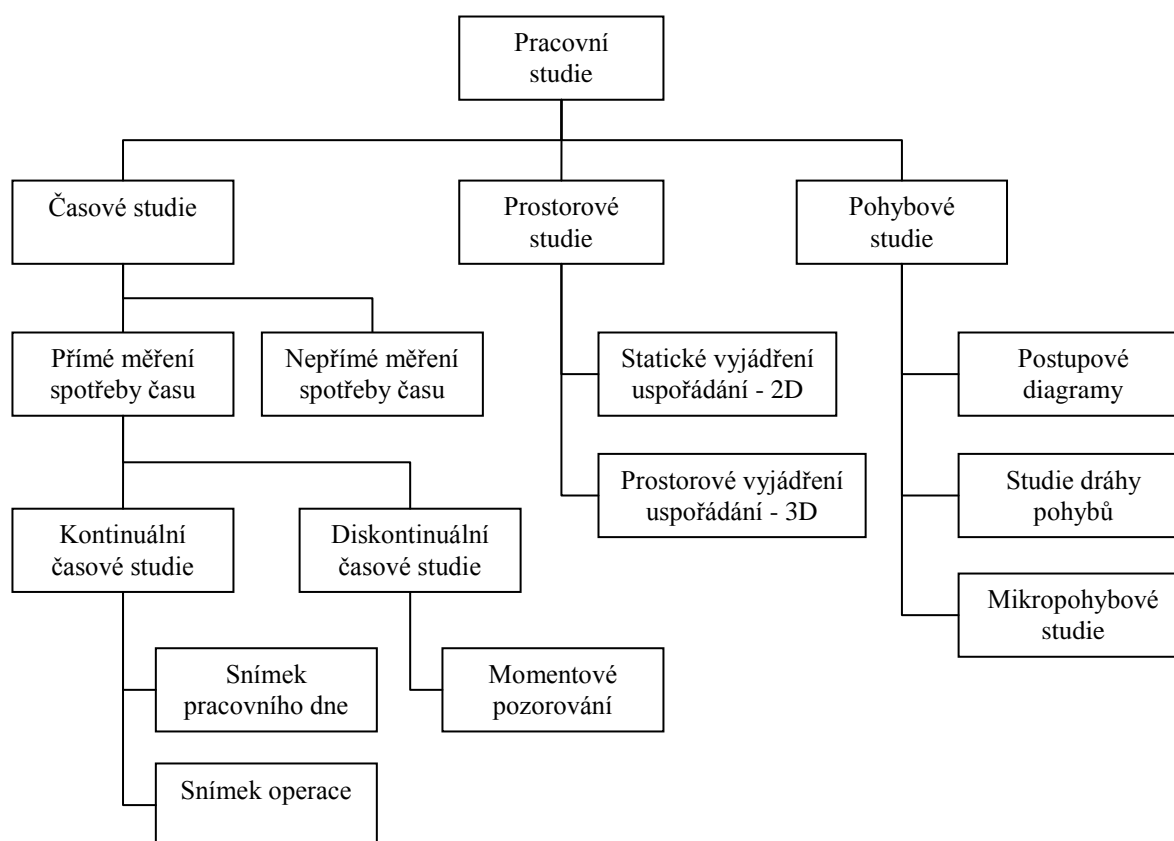 Pracovní
studie
Časové studie
Prostorové
studie
Pohybové
studie
Přímé měření
spotřeby času
Nepřímé měření
spotřeby času
Statické vyjádření
uspořádání - 2D
Postupové
diagramy
Prostorové vyjádření
uspořádání - 3D
Studie dráhy
pohybů
Kontinuální
časové studie
Diskontinuální
časové studie
Mikropohybové
studie
Snímek
pracovního dne
Momentové
pozorování
Snímek operace